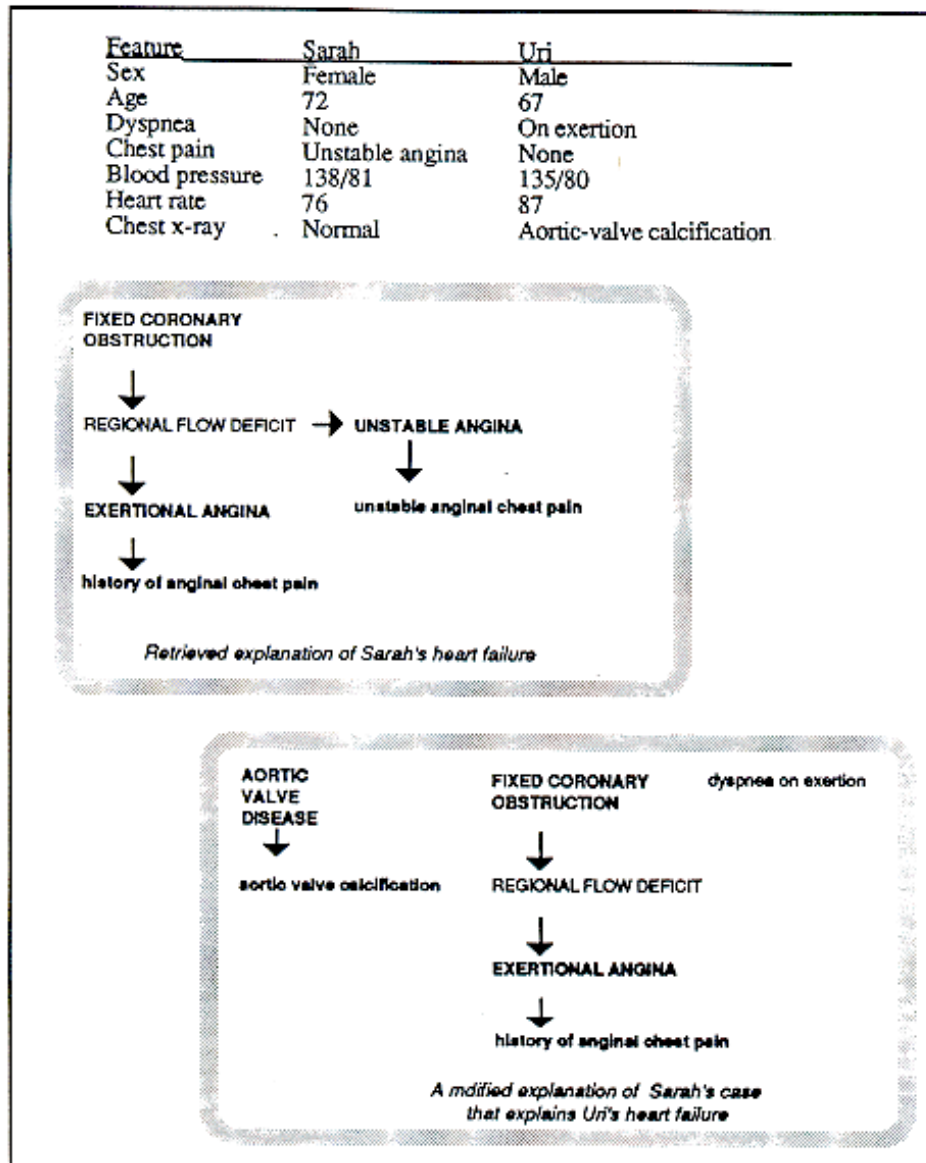 Feature Sarah Uri
Sex Female Male
Age 72 67
Dyspnea None On exertion
Chest pain Unstable angina None
Blood pressure 138/81 135/80
Heart rate 76 87
Chest x-ray Normal Aortic-valve calcification
FIXED CORONARY
OBSTRUCTION
REGIONAL FLOW DEFICIT UNSTABLE ANGINA
EXERTIONAL ANGINA unstable anginal chest pain
history of anginal chest pain
Retrieved explanation of Sarah's heart failure
AORTIC
VALVE
DISEASE
aortic valve calcification
FIXED CORONARY
OBSTRUCTION
REGIONAL FLOW DEFICIT
EXERTIONAL ANGINA
history of anginal chest pain
dyspnea on exertion
A mdified explanation of Sarah's case
that explains Uri's heart failure